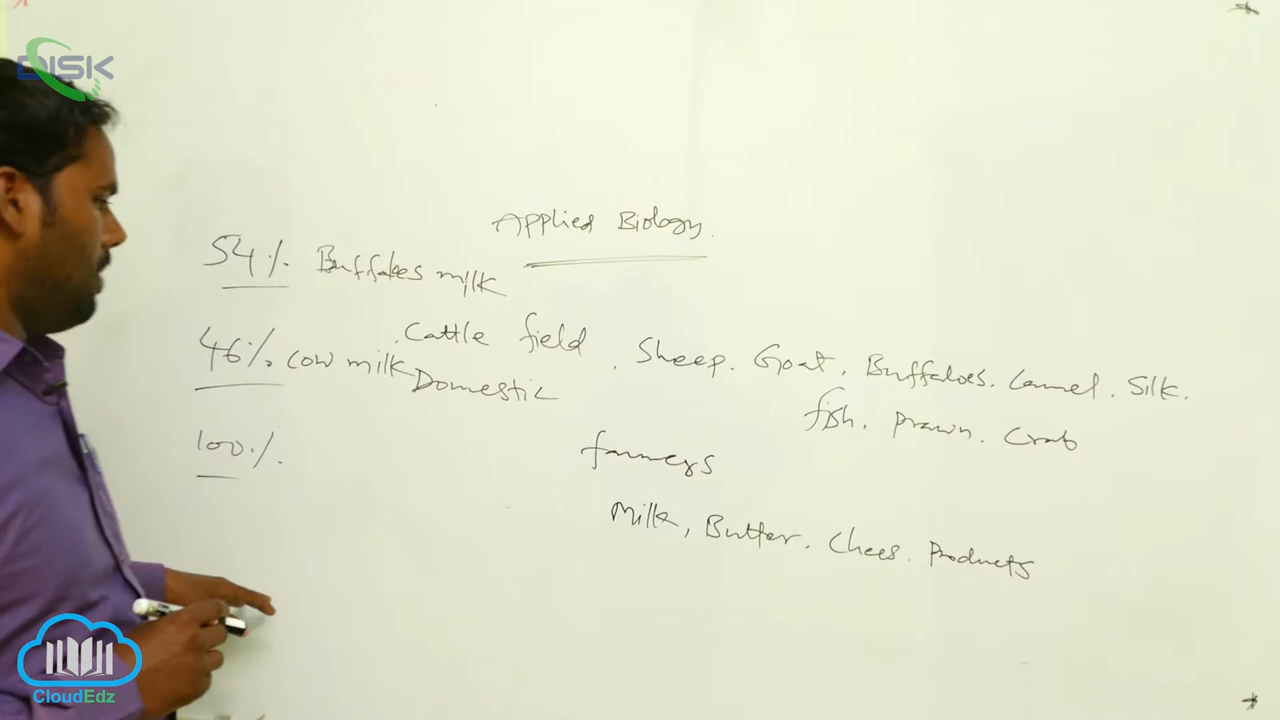 DISK
Applied Biology.
54% Buffaloes milk
Cattle field . Sheep. Goat, Buffaloes. Camel. Silk.
46% cow milk Domestic
fish. prawn. Crab
100%.
farmers
Milk, Butter. Chees. Products
CloudEdz